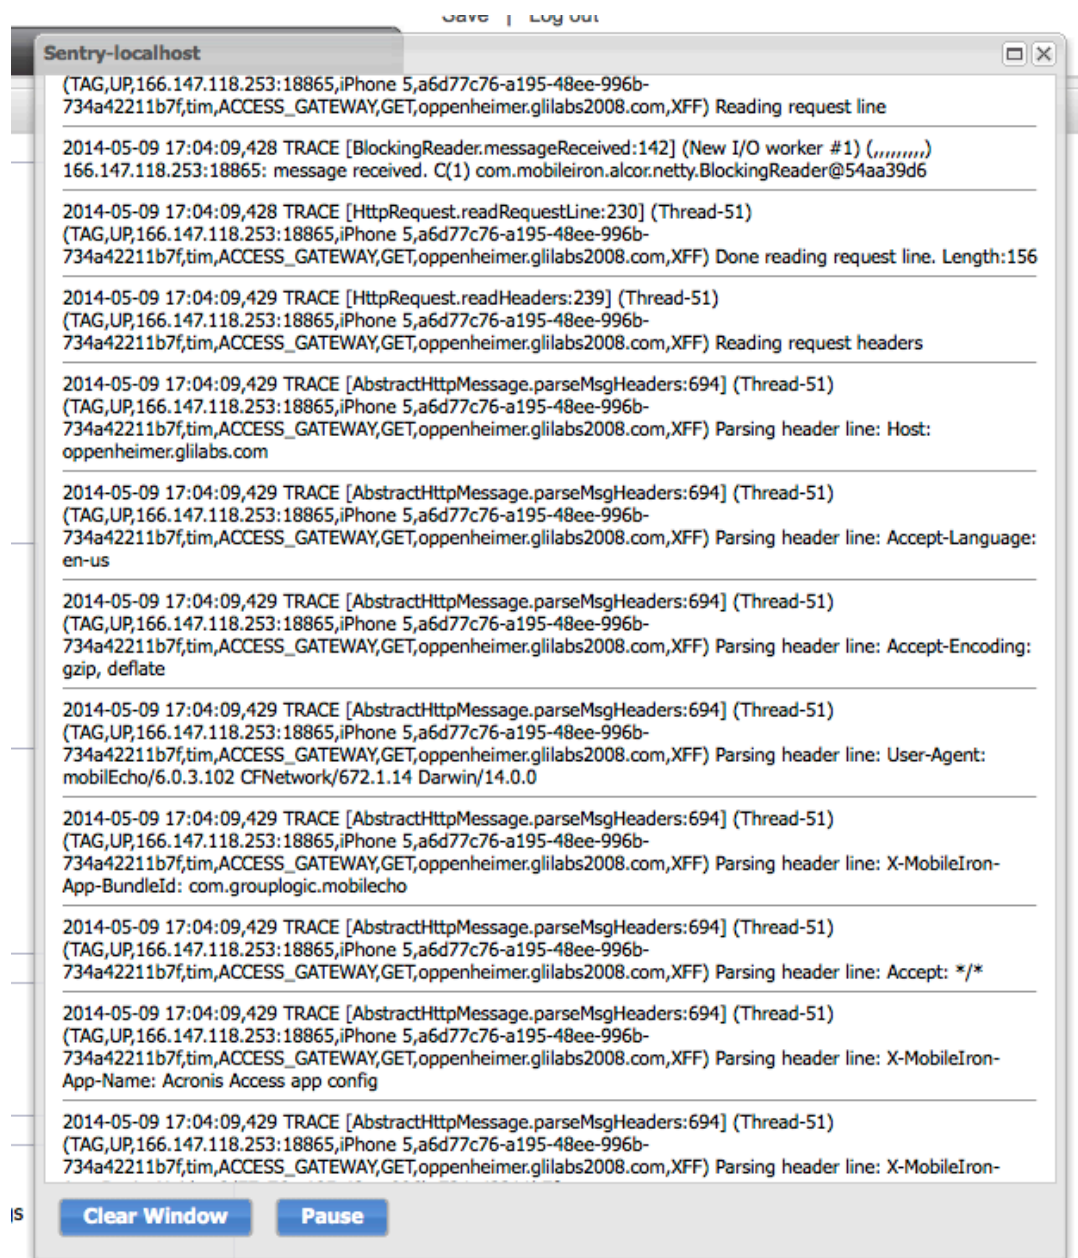 Save | Log out
Sentry-localhost
(TAG,UP,166.147.118.253:18865,iPhone 5,a6d77c76-a195-48ee-996b-
734a42211b7f,tim,ACCESS_GATEWAY,GET,oppenheimer.glilabs2008.com,XFF) Reading request line
2014-05-09 17:04:09,428 TRACE [BlockingReader.messageReceived:142] (New I/O worker #1) (,,,,,,,,,)
166.147.118.253:18865: message received. C(1) com.mobileiron.alcor.netty.BlockingReader@54aa39d6
2014-05-09 17:04:09,428 TRACE [HttpRequest.readRequestLine:230] (Thread-51)
(TAG,UP,166.147.118.253:18865,iPhone 5,a6d77c76-a195-48ee-996b-
734a42211b7f,tim,ACCESS_GATEWAY,GET,oppenheimer.glilabs2008.com,XFF) Done reading request line. Length:156
2014-05-09 17:04:09,429 TRACE [HttpRequest.readHeaders:239] (Thread-51)
(TAG,UP,166.147.118.253:18865,iPhone 5,a6d77c76-a195-48ee-996b-
734a42211b7f,tim,ACCESS_GATEWAY,GET,oppenheimer.glilabs2008.com,XFF) Reading request headers
2014-05-09 17:04:09,429 TRACE [AbstractHttpMessage.parseMsgHeaders:694] (Thread-51)
(TAG,UP,166.147.118.253:18865,iPhone 5,a6d77c76-a195-48ee-996b-
734a42211b7f,tim,ACCESS_GATEWAY,GET,oppenheimer.glilabs2008.com,XFF) Parsing header line: Host:
oppenheimer.glilabs.com
2014-05-09 17:04:09,429 TRACE [AbstractHttpMessage.parseMsgHeaders:694] (Thread-51)
(TAG,UP,166.147.118.253:18865,iPhone 5,a6d77c76-a195-48ee-996b-
734a42211b7f,tim,ACCESS_GATEWAY,GET,oppenheimer.glilabs2008.com,XFF) Parsing header line: Accept-Language:
en-us
2014-05-09 17:04:09,429 TRACE [AbstractHttpMessage.parseMsgHeaders:694] (Thread-51)
(TAG,UP,166.147.118.253:18865,iPhone 5,a6d77c76-a195-48ee-996b-
734a42211b7f,tim,ACCESS_GATEWAY,GET,oppenheimer.glilabs2008.com,XFF) Parsing header line: Accept-Encoding:
gzip, deflate
2014-05-09 17:04:09,429 TRACE [AbstractHttpMessage.parseMsgHeaders:694] (Thread-51)
(TAG,UP,166.147.118.253:18865,iPhone 5,a6d77c76-a195-48ee-996b-
734a42211b7f,tim,ACCESS_GATEWAY,GET,oppenheimer.glilabs2008.com,XFF) Parsing header line: User-Agent:
mobilEcho/6.0.3.102 CFNetwork/672.1.14 Darwin/14.0.0
2014-05-09 17:04:09,429 TRACE [AbstractHttpMessage.parseMsgHeaders:694] (Thread-51)
(TAG,UP,166.147.118.253:18865,iPhone 5,a6d77c76-a195-48ee-996b-
734a42211b7f,tim,ACCESS_GATEWAY,GET,oppenheimer.glilabs2008.com,XFF) Parsing header line: X-MobileIron-
App-BundleId: com.grouplogic.mobilecho
2014-05-09 17:04:09,429 TRACE [AbstractHttpMessage.parseMsgHeaders:694] (Thread-51)
(TAG,UP,166.147.118.253:18865,iPhone 5,a6d77c76-a195-48ee-996b-
734a42211b7f,tim,ACCESS_GATEWAY,GET,oppenheimer.glilabs2008.com,XFF) Parsing header line: Accept: */*
2014-05-09 17:04:09,429 TRACE [AbstractHttpMessage.parseMsgHeaders:694] (Thread-51)
(TAG,UP,166.147.118.253:18865,iPhone 5,a6d77c76-a195-48ee-996b-
734a42211b7f,tim,ACCESS_GATEWAY,GET,oppenheimer.glilabs2008.com,XFF) Parsing header line: X-MobileIron-
App-Name: Acronis Access app config
2014-05-09 17:04:09,429 TRACE [AbstractHttpMessage.parseMsgHeaders:694] (Thread-51)
(TAG,UP,166.147.118.253:18865,iPhone 5,a6d77c76-a195-48ee-996b-
734a42211b7f,tim,ACCESS_GATEWAY,GET,oppenheimer.glilabs2008.com,XFF) Parsing header line: X-MobileIron-
Clear Window
Pause